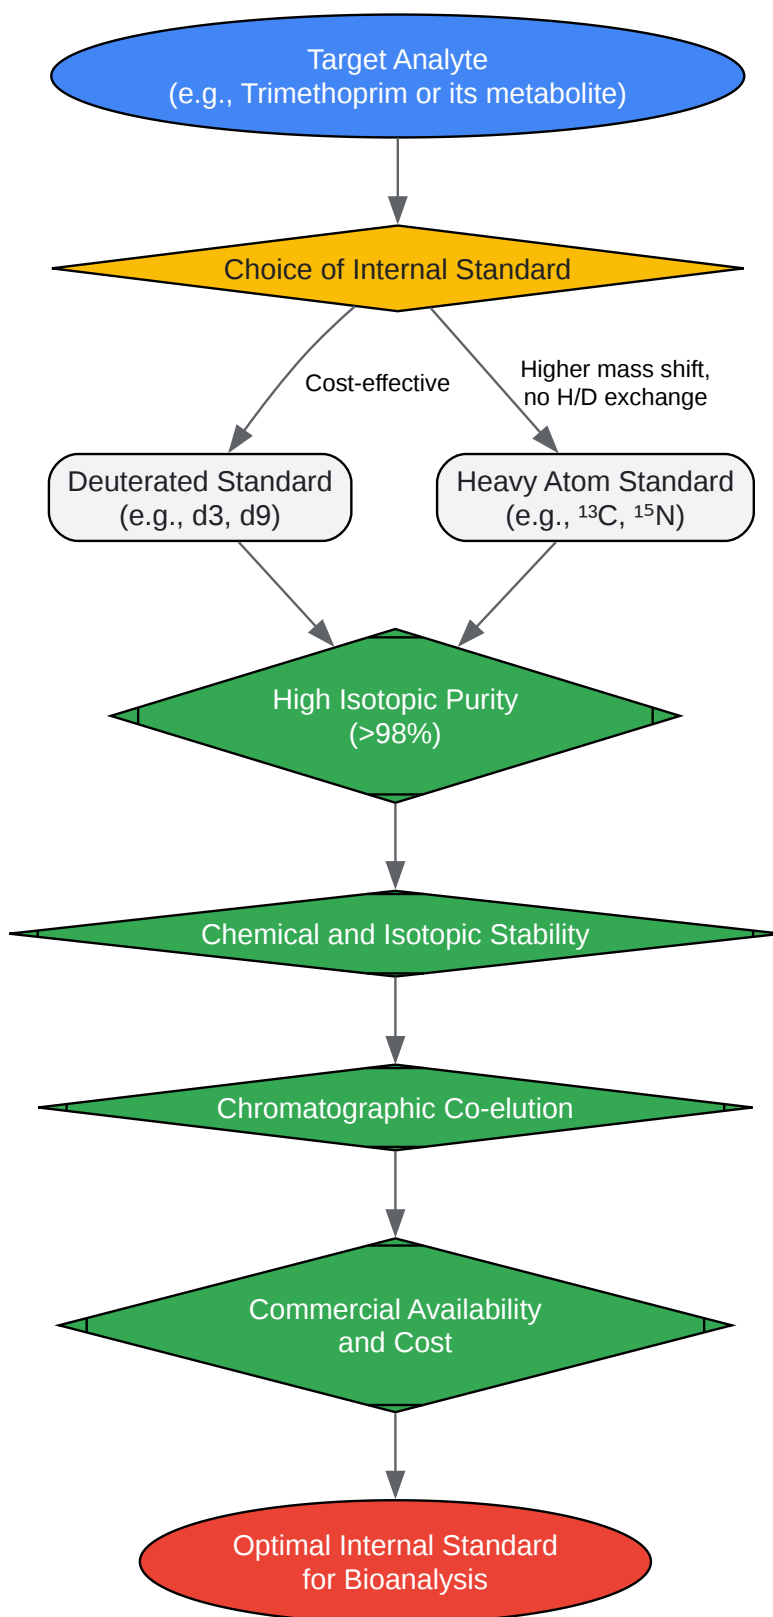 Target Analyte
(e.g., Trimethoprim or its metabolite)
Choice of Internal Standard
Cost-effective
Higher mass shift,
no H/D exchange
Deuterated Standard
(e.g., d3, d9)
Heavy Atom Standard
(e.g., ¹³C, ¹⁵N)
High Isotopic Purity
(>98%)
Chemical and Isotopic Stability
Chromatographic Co-elution
Commercial Availability
and Cost
Optimal Internal Standard
for Bioanalysis